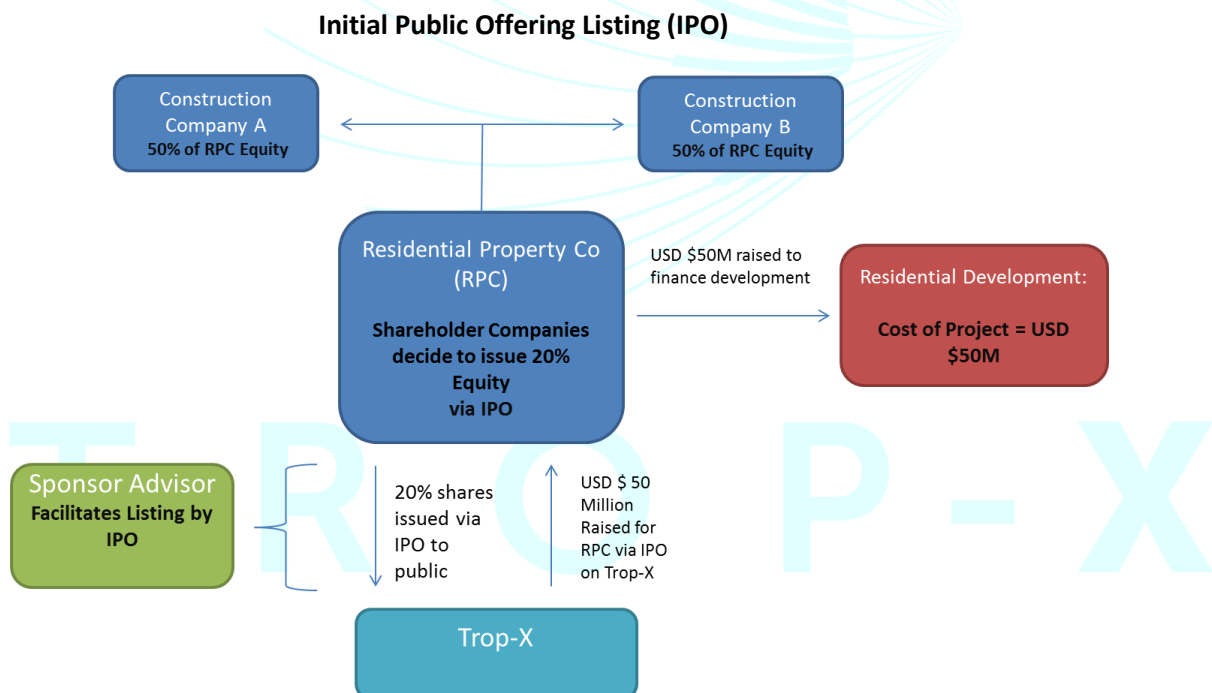 Initial Public Offering Listing (IPO)
Construction
Company A
50% of RPC Equity
Construction
Company B
50% of RPC Equity
Residential Property Co
(RPC)
Shareholder Companies
decide to issue 20%
Equity
via IPO
USD $50M raised to
finance development
Residential Development:
Cost of Project = USD
$50M
Sponsor Advisor
Facilitates Listing by
IPO
20% shares
issued via
IPO to
public
USD $ 50
Million
Raised for
RPC via IPO
on Trop-X
Trop-X
TROP-X